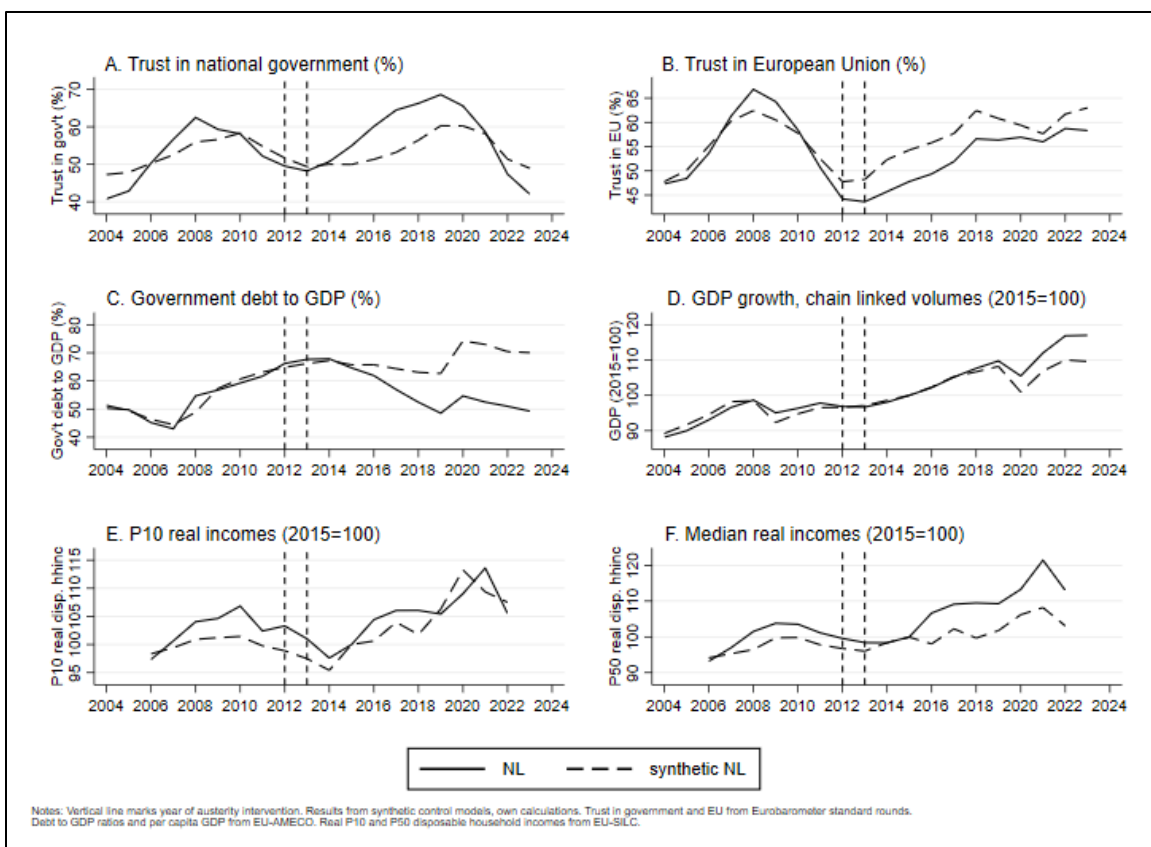 A. Trust in national government (%)
Trust in gov't (%)
70
60
50
40
2004 2006 2008 2010 2012 2014 2016 2018 2020 2022 2024
B. Trust in European Union (%)
Trust in EU (%)
65
60
55
50
45
2004 2006 2008 2010 2012 2014 2016 2018 2020 2022 2024
C. Government debt to GDP (%)
Gov't debt to GDP (%)
80
70
60
50
40
2004 2006 2008 2010 2012 2014 2016 2018 2020 2022 2024
D. GDP growth, chain linked volumes (2015=100)
GDP (2015=100)
120
110
100
90
2004 2006 2008 2010 2012 2014 2016 2018 2020 2022 2024
E. P10 real incomes (2015=100)
P10 real disp. hhinc
115
110
105
100
95
2004 2006 2008 2010 2012 2014 2016 2018 2020 2022 2024
F. Median real incomes (2015=100)
P50 real disp. hhinc
120
110
100
90
2004 2006 2008 2010 2012 2014 2016 2018 2020 2022 2024
NL synthetic NL
Notes: Vertical line marks year of austerity intervention. Results from synthetic control models, own calculations. Trust in government and EU from Eurobarometer standard rounds.
Debt to GDP ratios and per capita GDP from EU-AMECO. Real P10 and P50 disposable household incomes from EU-SILC.